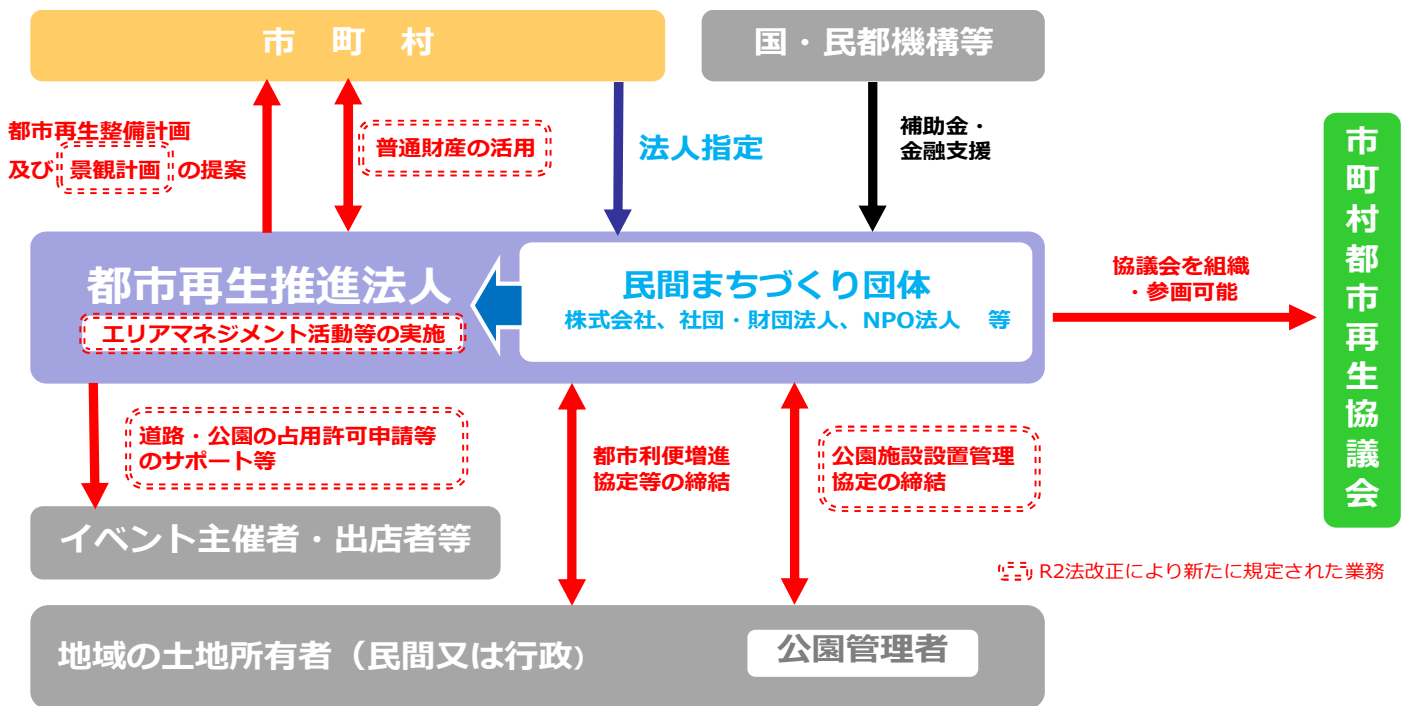 市町村
国・民都機構等
都市再生整備計画
及び 景観計画 の提案
普通財産の活用
法人指定
補助金・
金融支援
都市再生推進法人
エリアマネジメント活動等の実施
民間まちづくり団体
株式会社、社団・財団法人、NPO法人 等
協議会を組織
・参画可能
市町村都市再生協議会
道路・公園の占用許可申請等
のサポート等
都市利便増進
協定等の締結
公園施設設置管理
協定の締結
イベント主催者・出店者等
R2法改正により新たに規定された業務
地域の土地所有者（民間又は行政）
公園管理者